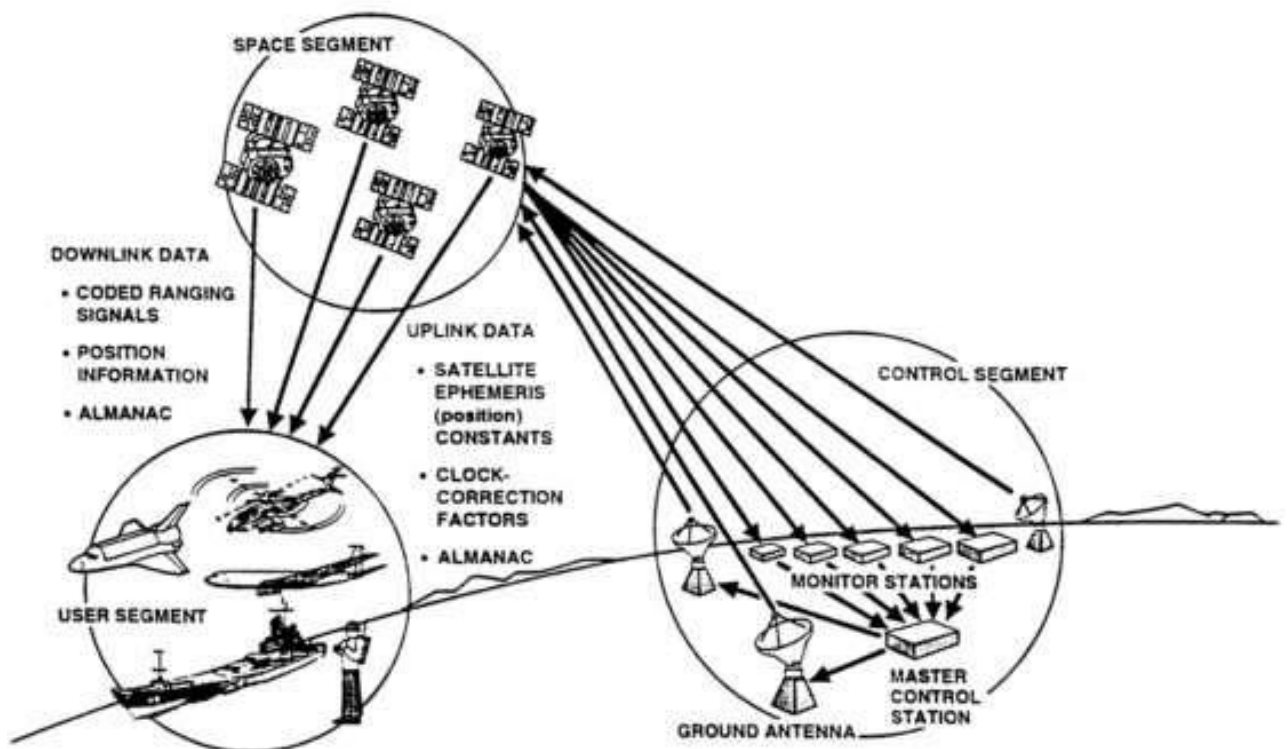 SPACE SEGMENT
DOWNLINK DATA
• CODED RANGING
SIGNALS
• POSITION
INFORMATION
• ALMANAC
UPLINK DATA
• SATELLITE
EPHEMERIS
(position)
CONSTANTS
• CLOCK-
CORRECTION
FACTORS
• ALMANAC
CONTROL SEGMENT
MONITOR STATIONS
USER SEGMENT
MASTER
CONTROL
STATION
GROUND ANTENNA